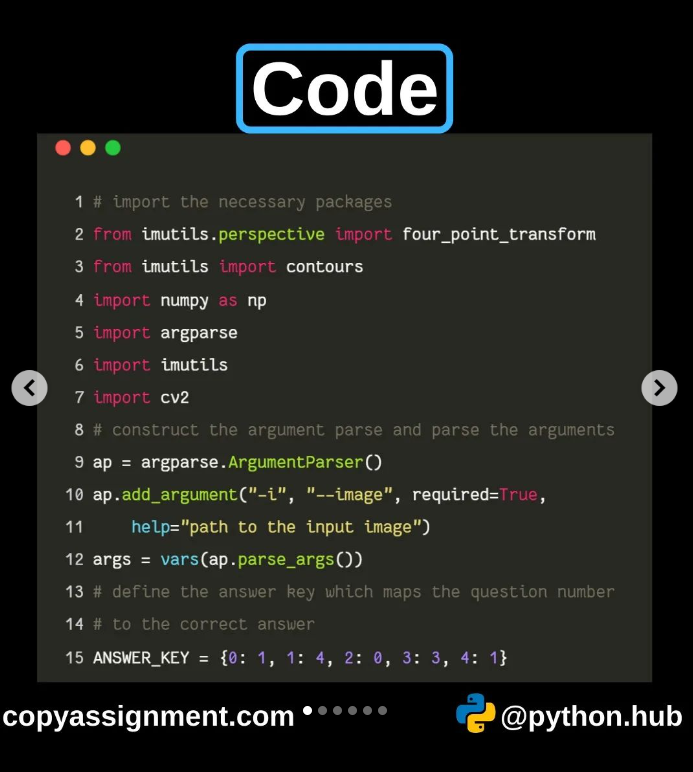 Code
1 # import the necessary packages
2 from imutils.perspective import four_point_transform
3 from imutils import contours
4 import numpy as np
5 import argparse
6 import imutils
7 import cv2
8 # construct the argument parse and parse the arguments
9 ap = argparse.ArgumentParser()
10 ap.add_argument("-i", "--image", required=True,
11     help="path to the input image")
12 args = vars(ap.parse_args())
13 # define the answer key which maps the question number
14 # to the correct answer
15 ANSWER_KEY = {0: 1, 1: 4, 2: 0, 3: 3, 4: 1}
copyassignment.com @python.hub